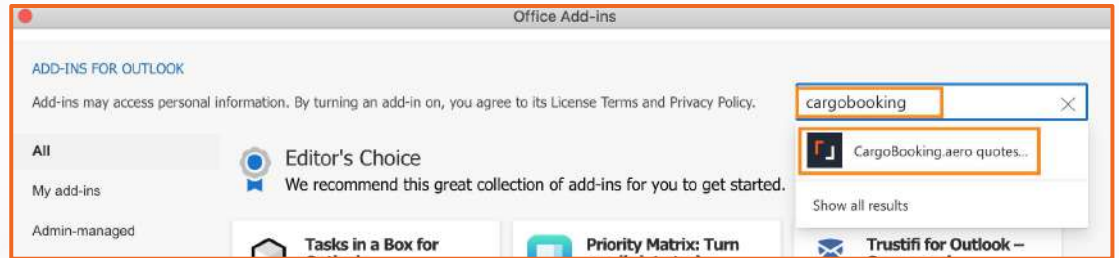 Office Add-ins
ADD-INS FOR OUTLOOK
Add-ins may access personal information. By turning an add-in on, you agree to its License Terms and Privacy Policy.
cargobooking
CargoBooking.aero quotes...
Show all results
All
My add-ins
Admin-managed
Editor's Choice
We recommend this great collection of add-ins for you to get started.
Tasks in a Box for
Priority Matrix: Turn
Trustifi for Outlook –